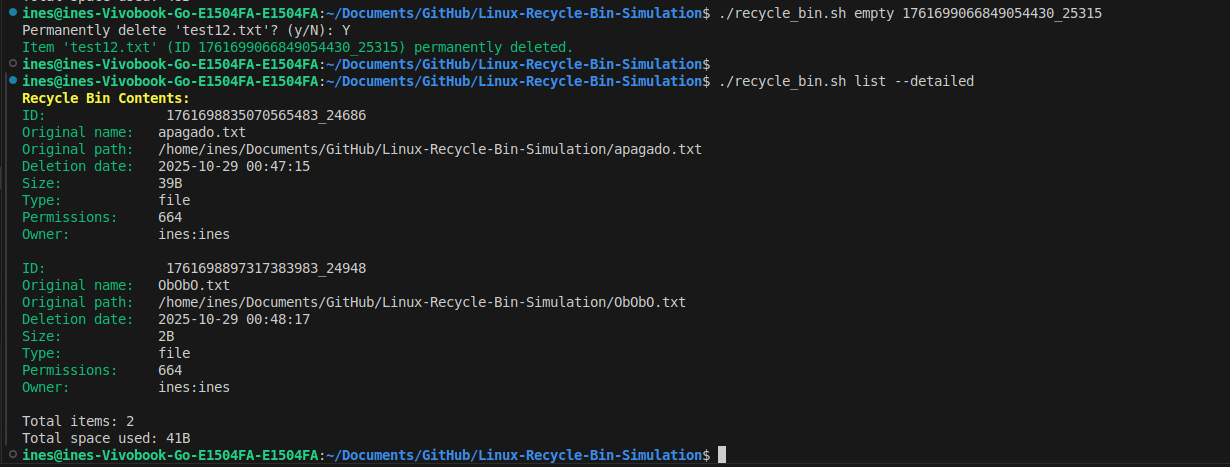 ines@ines-Vivobook-Go-E1504FA-E1504FA:~/Documents/GitHub/Linux-Recycle-Bin-Simulation$ ./recycle_bin.sh empty 1761699066849054430_25315
Permanently delete 'test12.txt'? (y/N): Y
Item 'test12.txt' (ID 1761699066849054430_25315) permanently deleted.
ines@ines-Vivobook-Go-E1504FA-E1504FA:~/Documents/GitHub/Linux-Recycle-Bin-Simulation$
ines@ines-Vivobook-Go-E1504FA-E1504FA:~/Documents/GitHub/Linux-Recycle-Bin-Simulation$ ./recycle_bin.sh list --detailed
Recycle Bin Contents:
ID: 1761698835070565483_24686
Original name: apagado.txt
Original path: /home/ines/Documents/GitHub/Linux-Recycle-Bin-Simulation/apagado.txt
Deletion date: 2025-10-29 00:47:15
Size: 39B
Type: file
Permissions: 664
Owner: ines:ines
ID: 1761698897317383983_24948
Original name: ObObO.txt
Original path: /home/ines/Documents/GitHub/Linux-Recycle-Bin-Simulation/ObObO.txt
Deletion date: 2025-10-29 00:48:17
Size: 2B
Type: file
Permissions: 664
Owner: ines:ines
Total items: 2
Total space used: 41B
ines@ines-Vivobook-Go-E1504FA-E1504FA:~/Documents/GitHub/Linux-Recycle-Bin-Simulation$